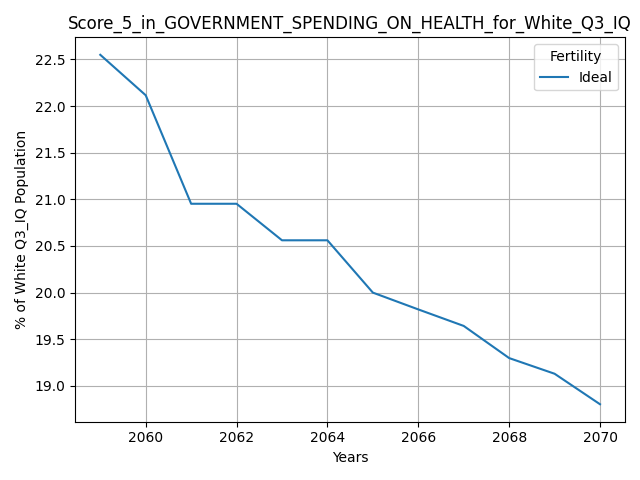 Score_5_in_GOVERNMENT_SPENDING_ON_HEALTH_for_White_Q3_IQ
Fertility
Ideal
% of White Q3_IQ Population
22.5
22.0
21.5
21.0
20.5
20.0
19.5
19.0
2060 2062 2064 2066 2068 2070
Years